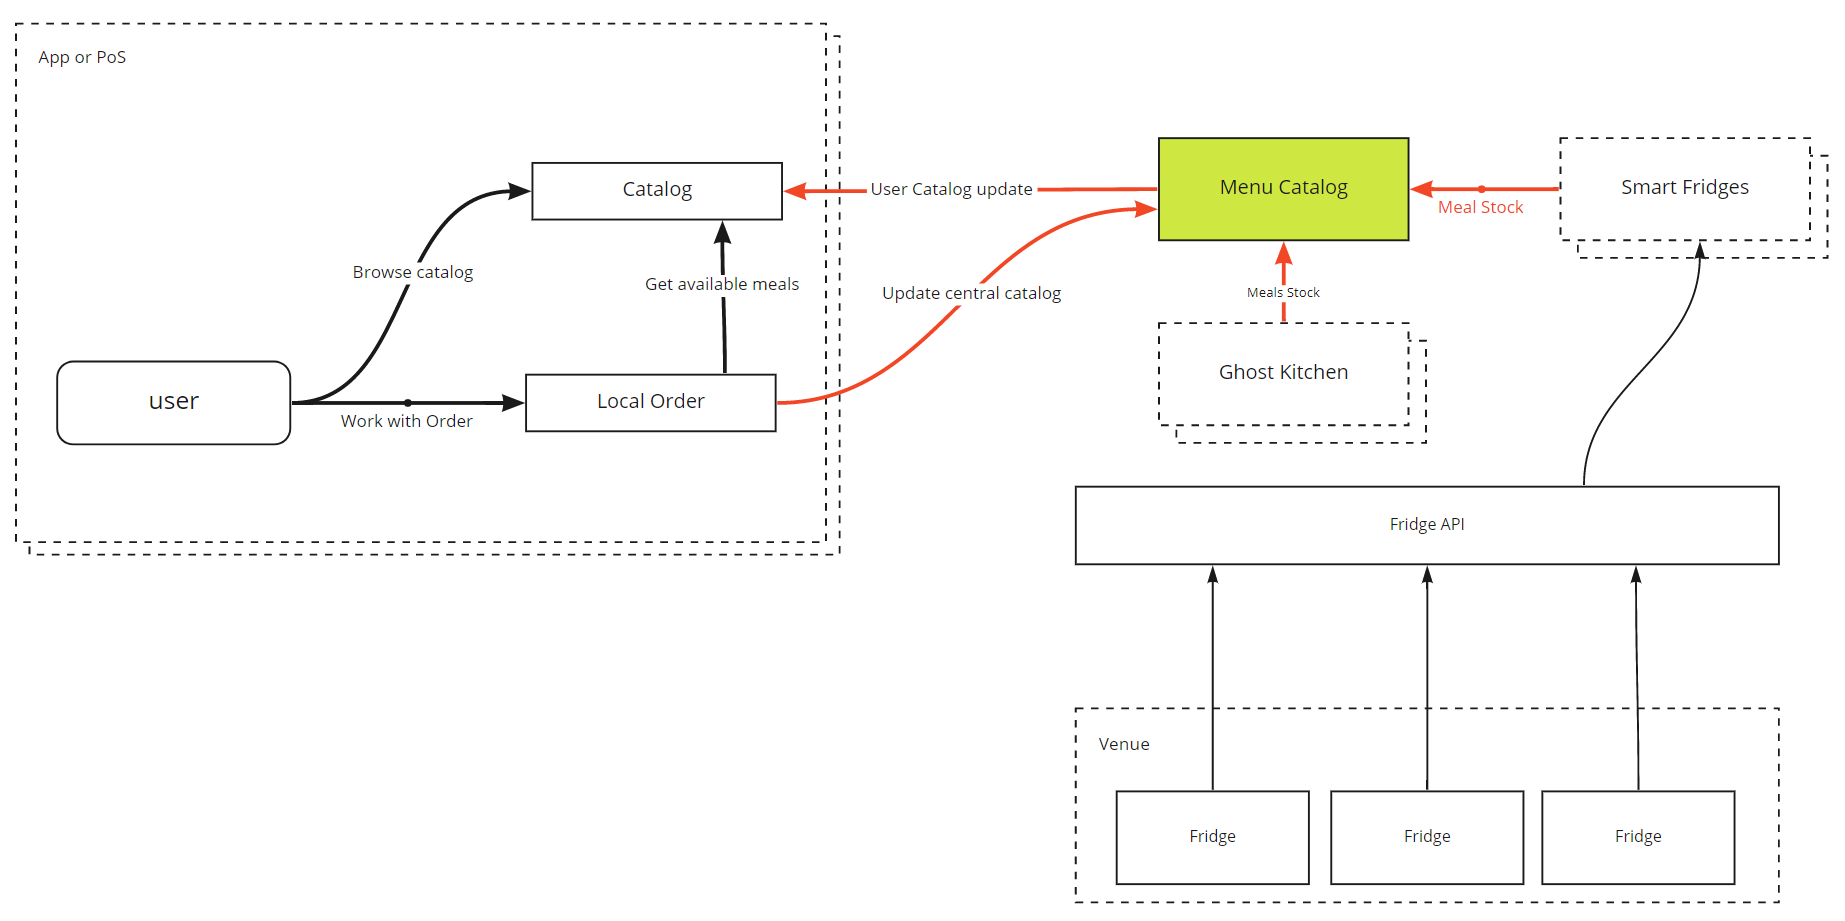 App or PoS
Catalog
User Catalog update
Menu Catalog
Smart Fridges
Meal Stock
Browse catalog
Get available meals
Update central catalog
Meals Stock
Ghost Kitchen
user
Work with Order
Local Order
Fridge API
Venue
Fridge
Fridge
Fridge